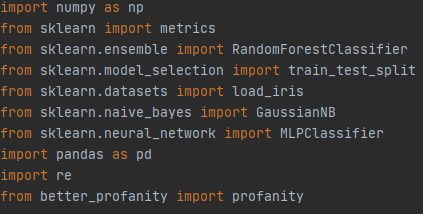 import numpy as np
from sklearn import metrics
from sklearn.ensemble import RandomForestClassifier
from sklearn.model_selection import train_test_split
from sklearn.datasets import load_iris
from sklearn.naive_bayes import GaussianNB
from sklearn.neural_network import MLPClassifier
import pandas as pd
import re
from better_profanity import profanity